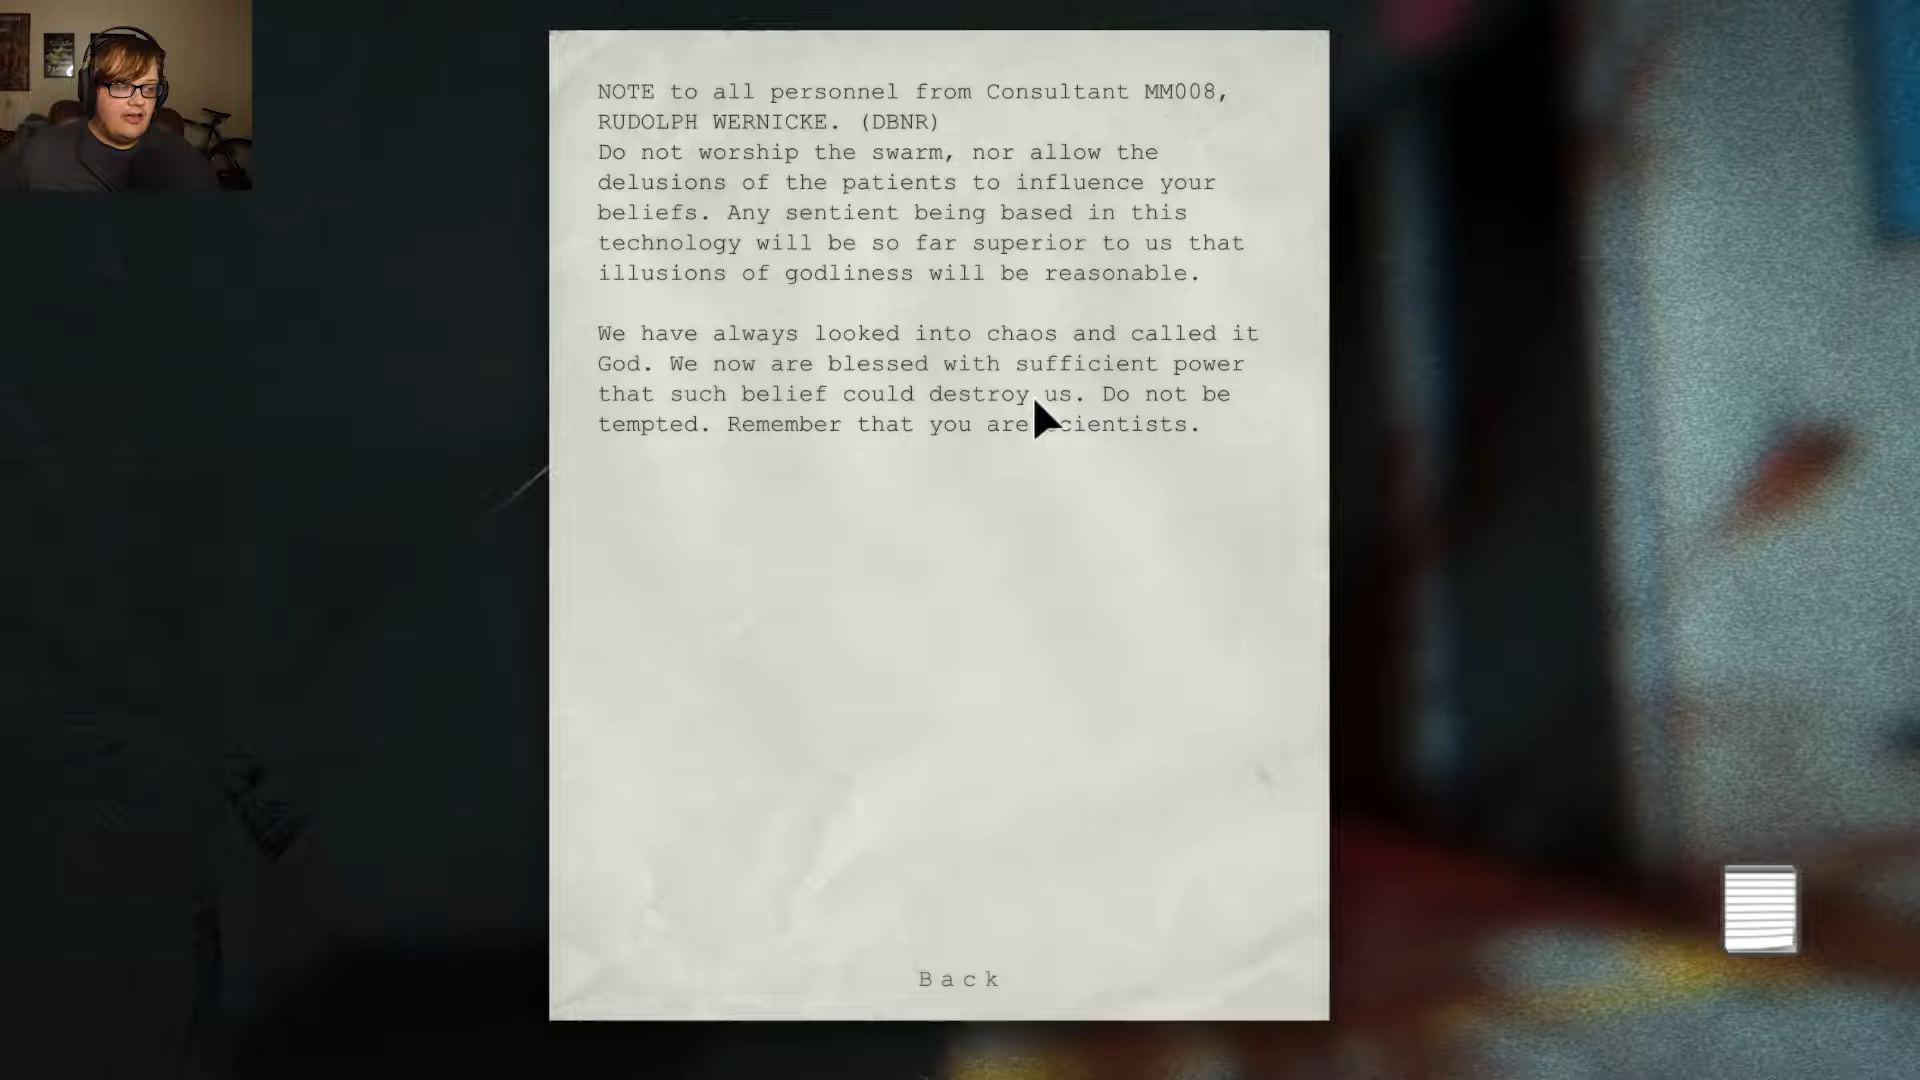 NOTE to all personnel from Consultant MM008,
RUDOLPH WERNICKE. (DBNR)
Do not worship the swarm, nor allow the
delusions of the patients to influence your
beliefs. Any sentient being based in this
technology will be so far superior to us that
illusions of godliness will be reasonable.
We have always looked into chaos and called it
God. We now are blessed with sufficient power
that such belief could destroy us. Do not be
tempted. Remember that you are scientists.
Back